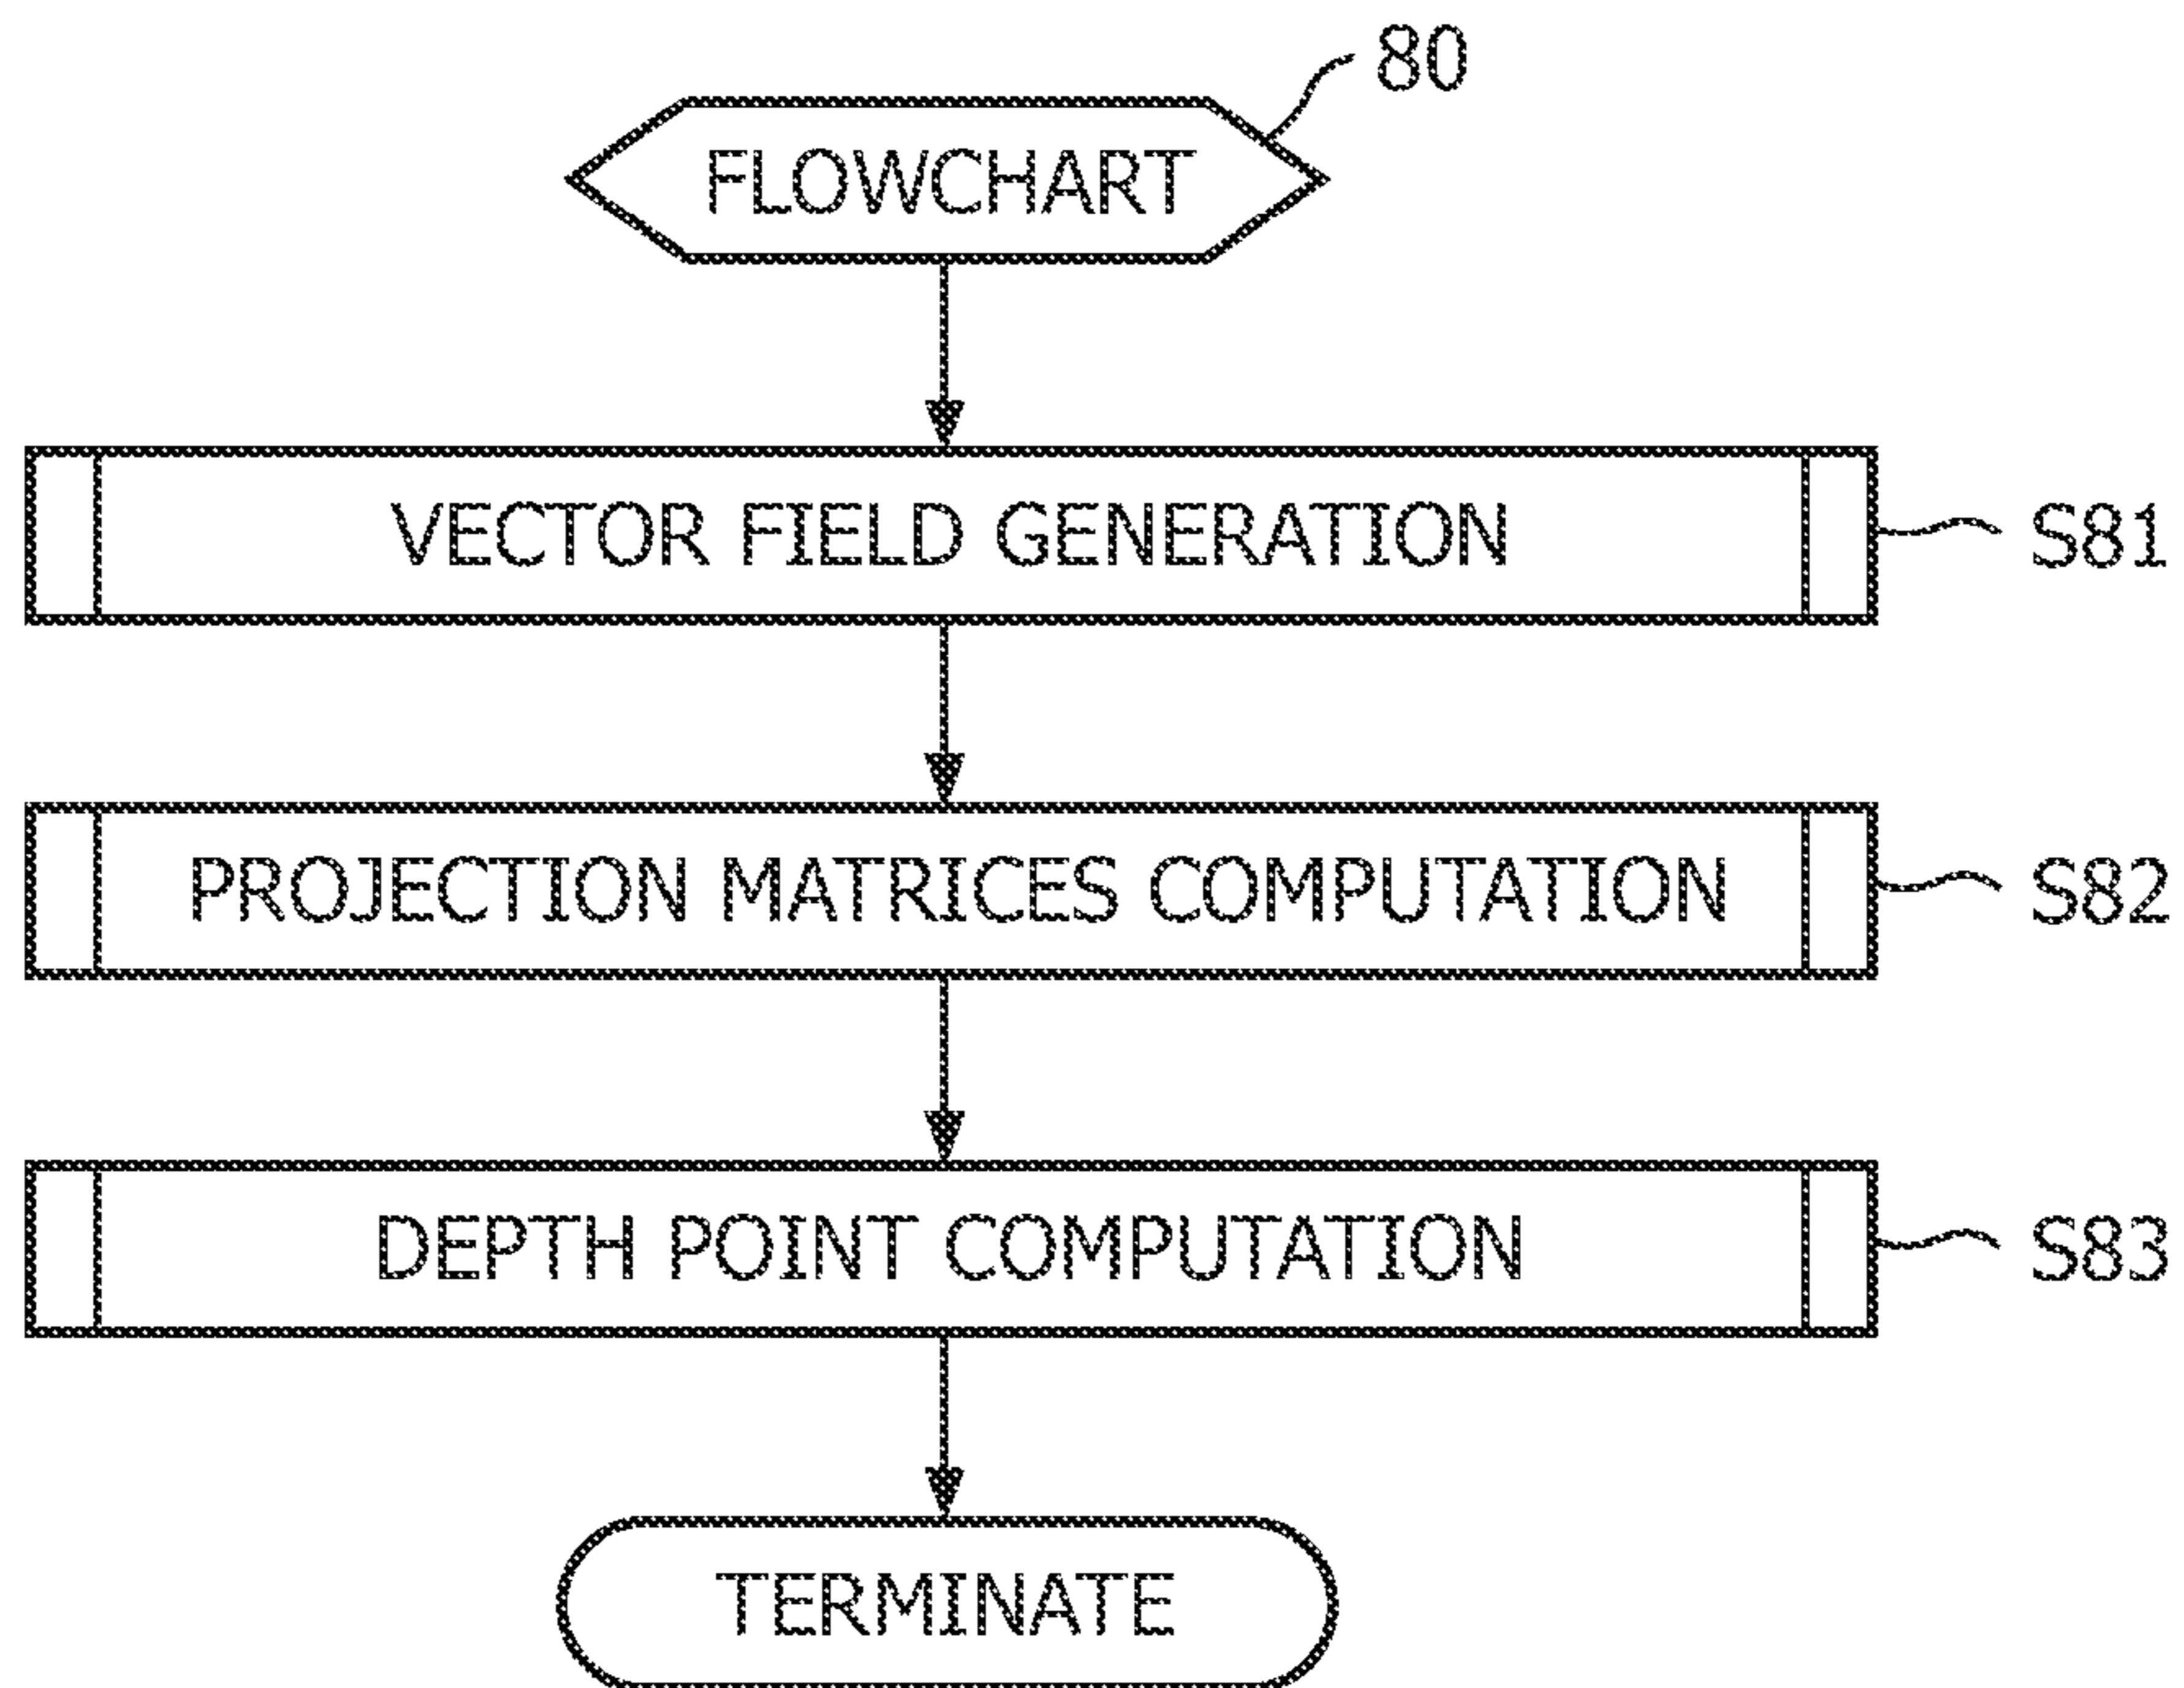 80
FLOWCHART
VECTOR FIELD GENERATION
S81
PROJECTION MATRICES COMPUTATION
S82
DEPTH POINT COMPUTATION
S83
TERMINATE